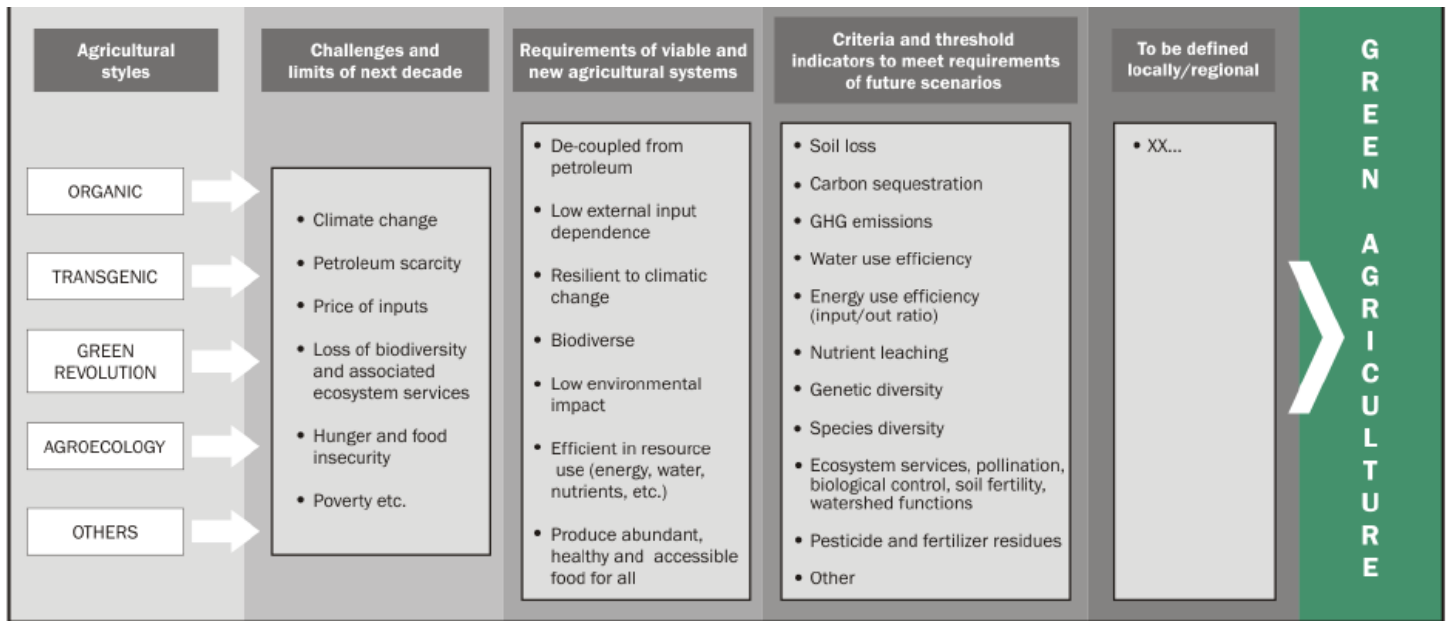 Agricultural
styles
ORGANIC
TRANSGENIC
GREEN
REVOLUTION
AGROECOLOGY
OTHERS
Challenges and
limits of next decade
• Climate change
• Petroleum scarcity
• Price of inputs
• Loss of biodiversity
and associated
ecosystem services
• Hunger and food
insecurity
• Poverty etc.
Requirements of viable and
new agricultural systems
• De-coupled from
petroleum
• Low external input
dependence
• Resilient to climatic
change
• Biodiverse
• Low environmental
impact
• Efficient in resource
use (energy, water,
nutrients, etc.)
• Produce abundant,
healthy and accessible
food for all
Criteria and threshold
indicators to meet requirements
of future scenarios
• Soil loss
• Carbon sequestration
• GHG emissions
• Water use efficiency
• Energy use efficiency
(input/out ratio)
• Nutrient leaching
• Genetic diversity
• Species diversity
• Ecosystem services, pollination,
biological control, soil fertility,
watershed functions
• Pesticide and fertilizer residues
• Other
To be defined
locally/regional
• XX...
GREEN AGRICULTURE